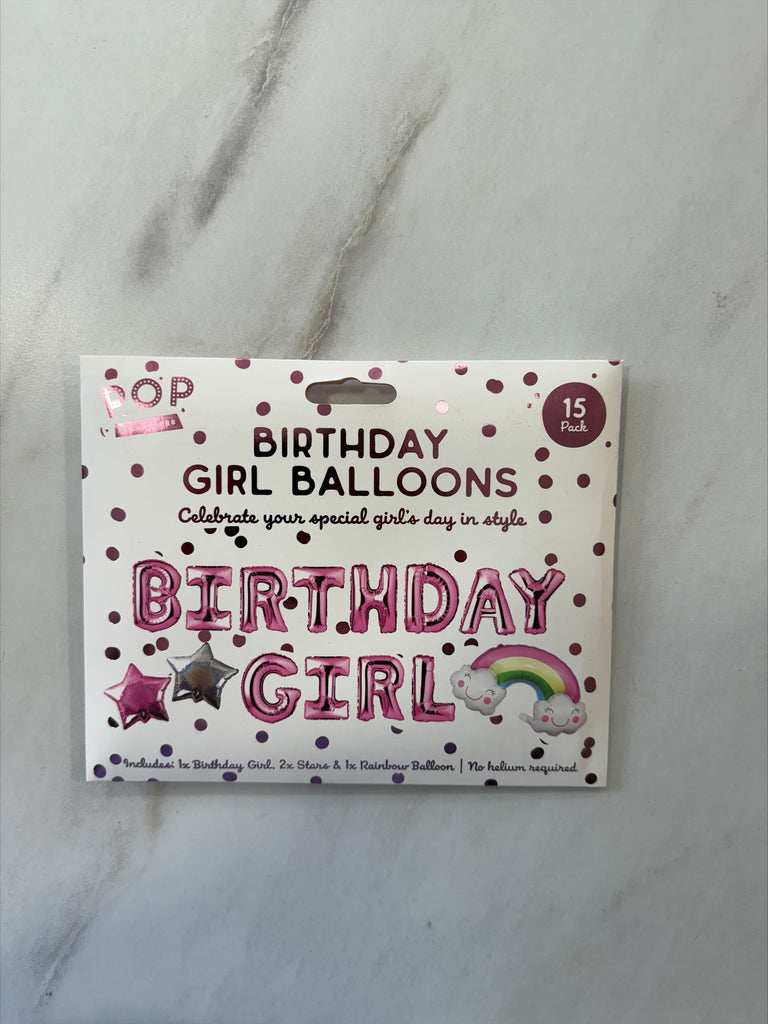 POP
15
Pack
BIRTHDAY
GIRL BALLOONS
Celebrate your special girl's day in style
BIRTHDAY
GIRL
Includes: 1x Birthday Girl, 2x Stars & 1x Rainbow Balloon | No helium required